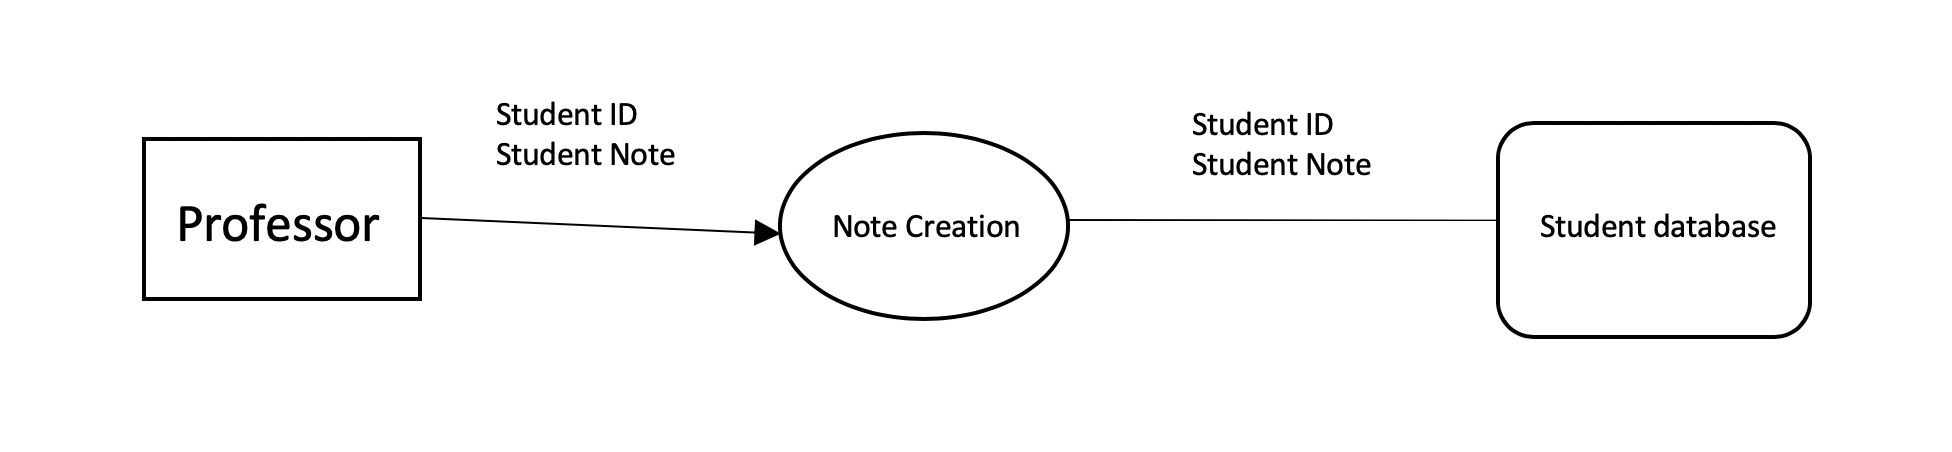 Professor
Student ID
Student Note
Note Creation
Student ID
Student Note
Student database